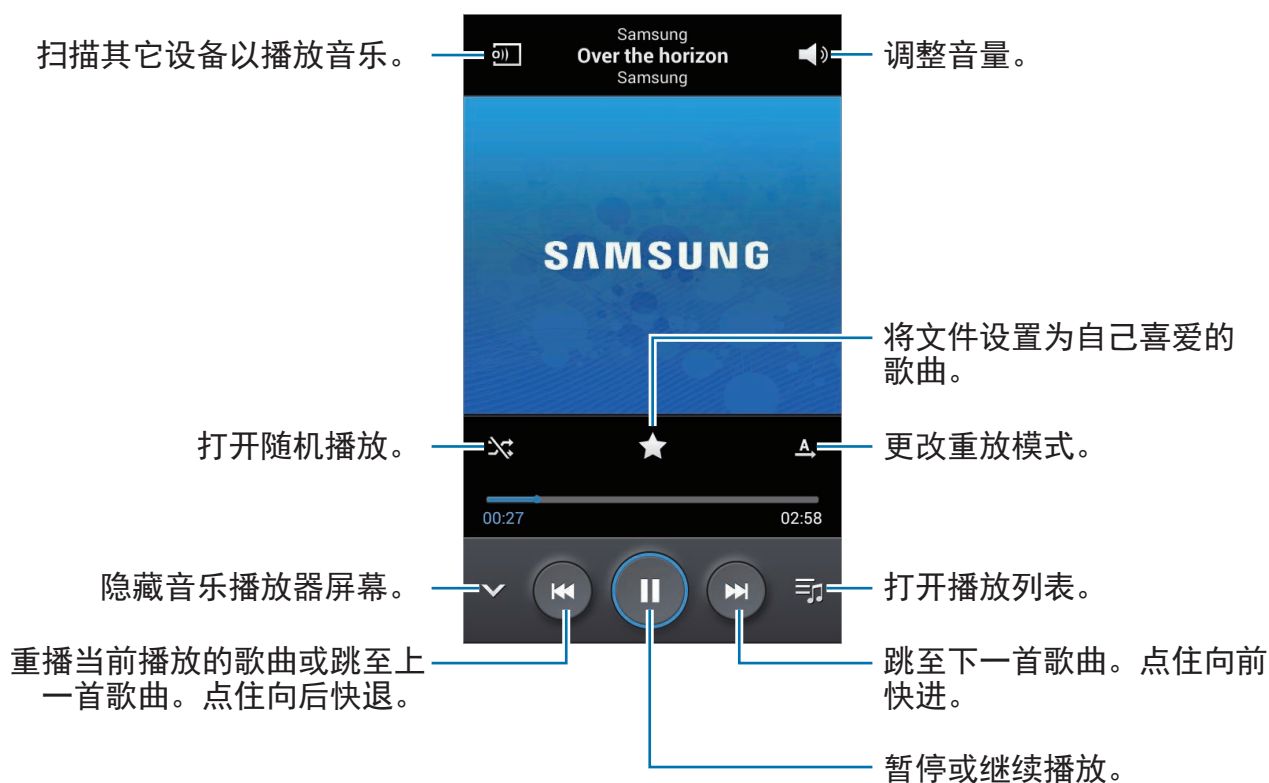 扫描其它设备以播放音乐。
Samsung
Over the horizon
Samsung
调整音量。
SAMSUNG
将文件设置为自己喜爱的
歌曲。
打开随机播放。
A
更改重放模式。
00:27
02:58
隐藏音乐播放器屏幕。
打开播放列表。
重播当前播放的歌曲或跳至上
一首歌曲。点住向后快退。
跳至下一首歌曲。点住向前
快进。
暂停或继续播放。